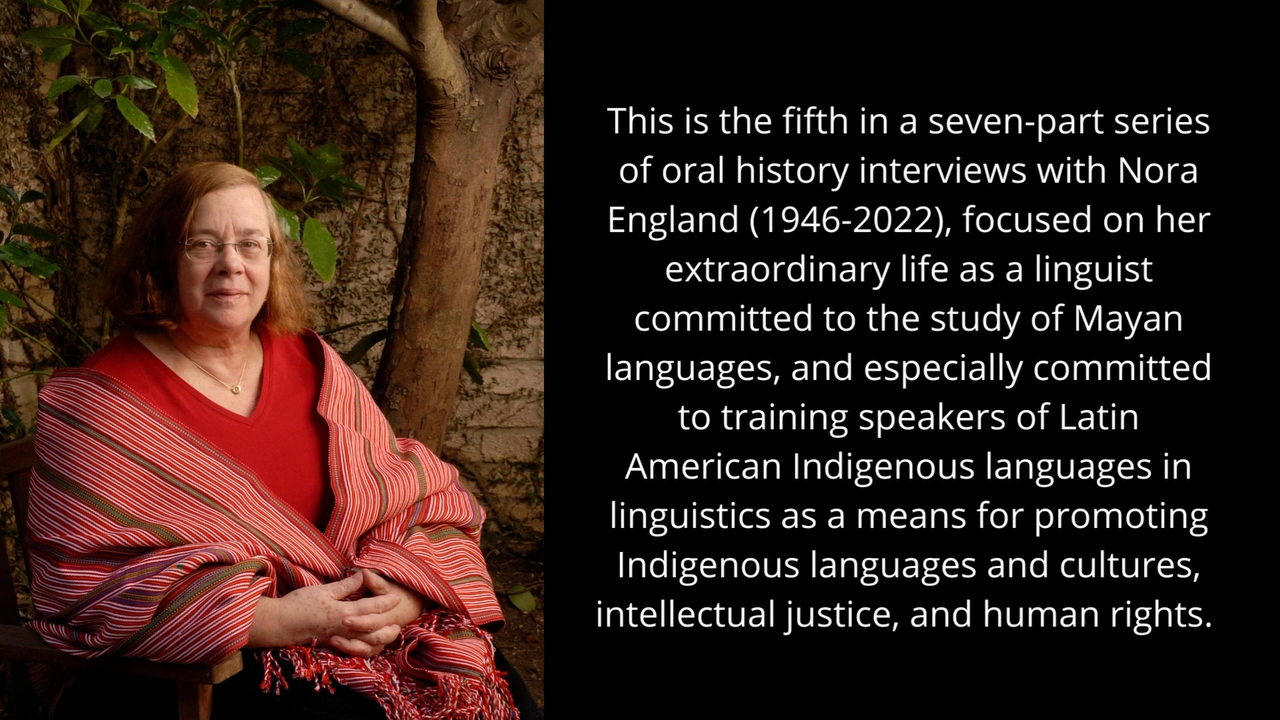 This is the fifth in a seven-part series
of oral history interviews with Nora
England (1946-2022), focused on her
extraordinary life as a linguist
committed to the study of Mayan
languages, and especially committed
to training speakers of Latin
American Indigenous languages in
linguistics as a means for promoting
Indigenous languages and cultures,
intellectual justice, and human rights.